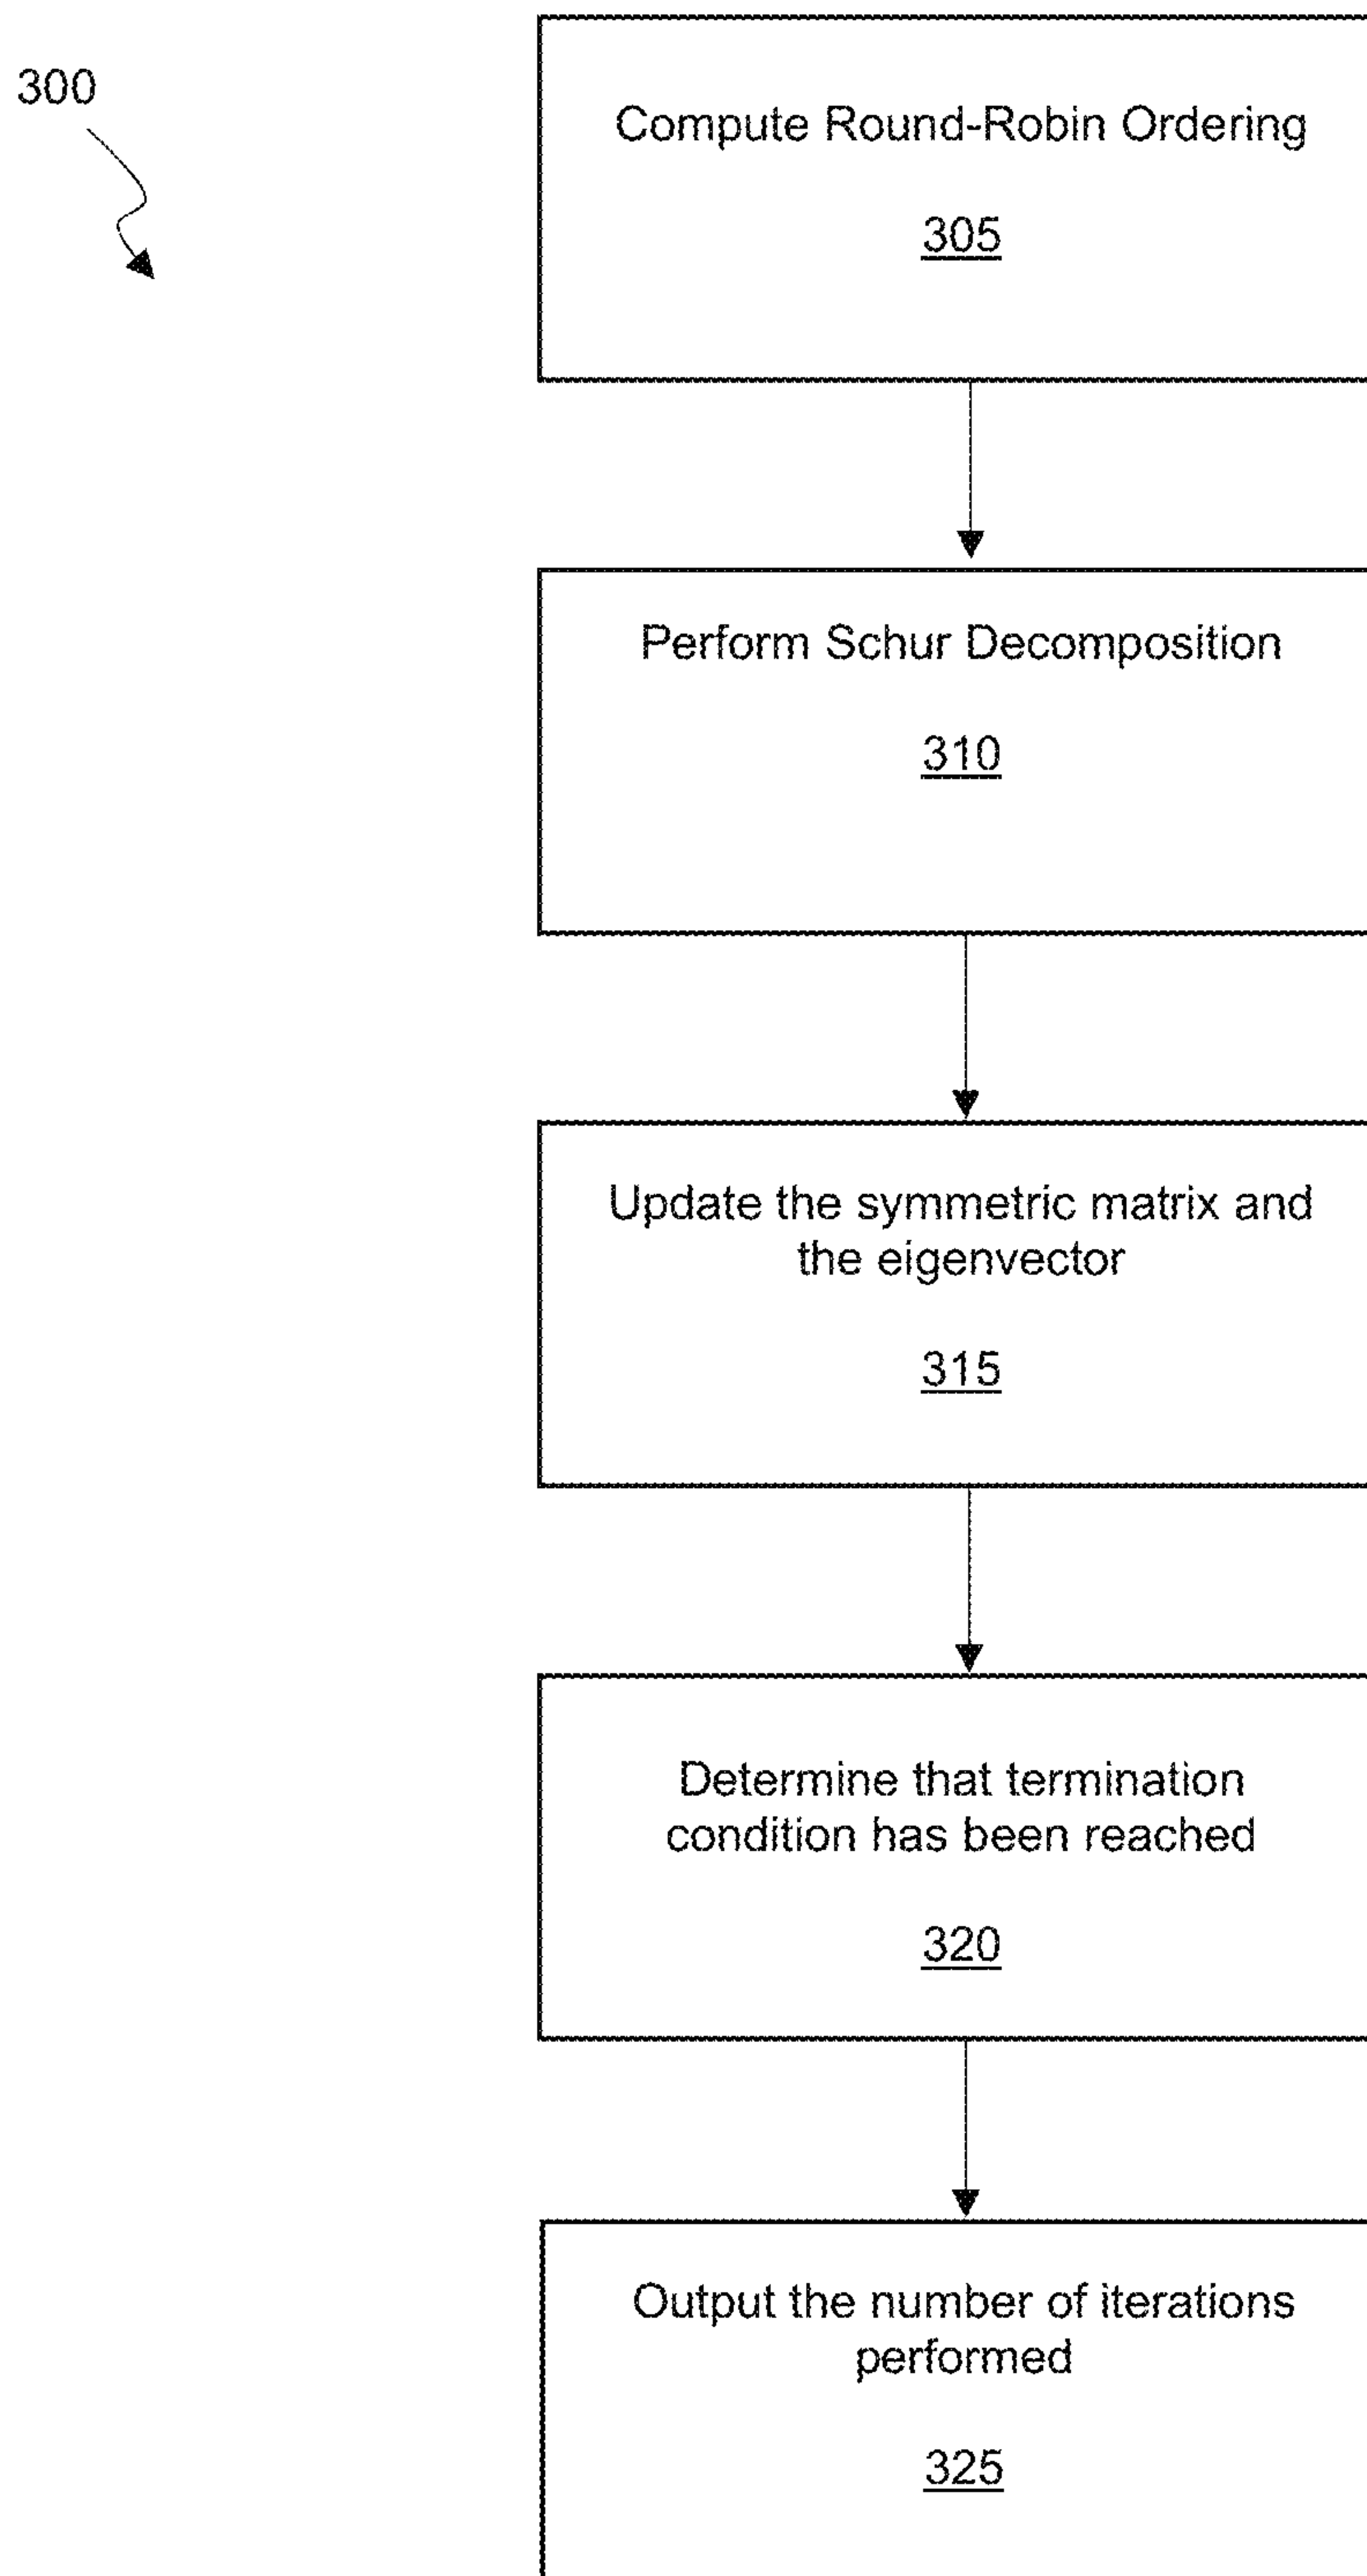 300
Compute Round-Robin Ordering
305
Perform Schur Decomposition
310
Update the symmetric matrix and
the eigenvector
315
Determine that termination
condition has been reached
320
Output the number of iterations
performed
325